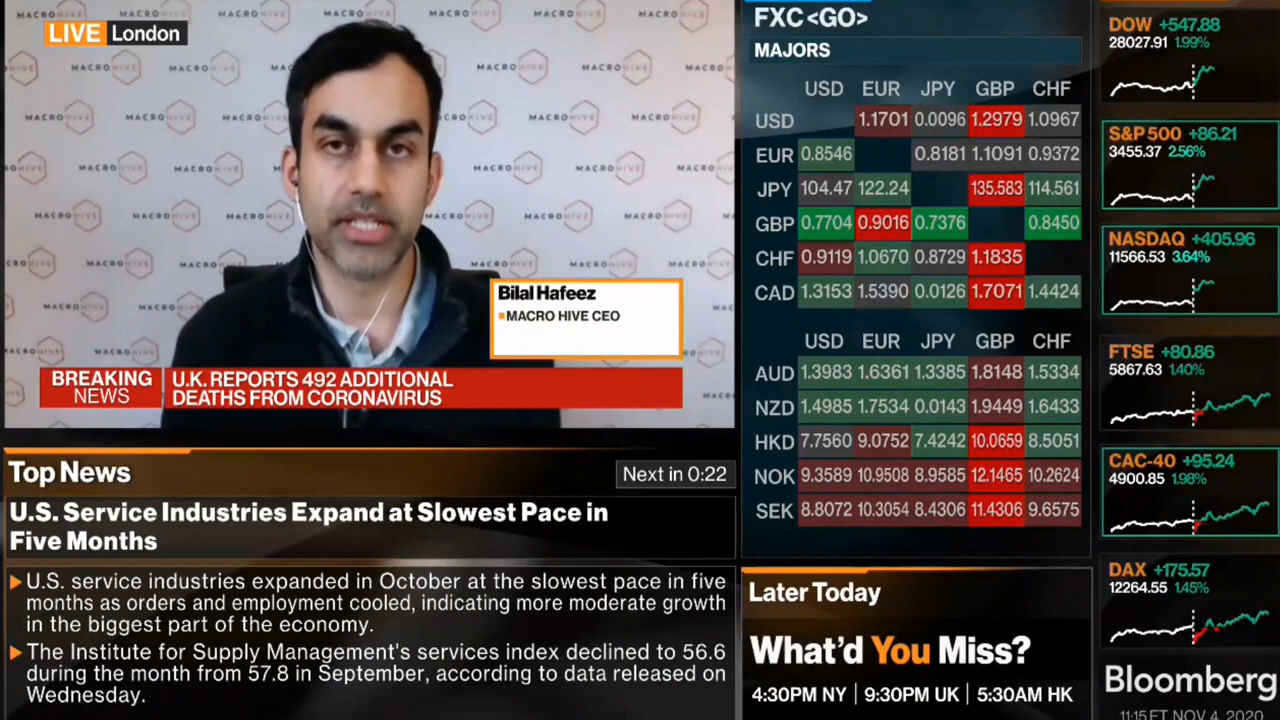 LIVE London
MACROHIVE
Bilal Hafeez
MACRO HIVE CEO
BREAKING NEWS
U.K. REPORTS 492 ADDITIONAL
DEATHS FROM CORONAVIRUS
Top News
Next in 0:22
U.S. Service Industries Expand at Slowest Pace in
Five Months
U.S. service industries expanded in October at the slowest pace in five
months as orders and employment cooled, indicating more moderate growth
in the biggest part of the economy.
The Institute for Supply Management's services index declined to 56.6
during the month from 57.8 in September, according to data released on
Wednesday.
FXC <GO>
MAJORS
USD EUR JPY GBP CHF
USD 1.1701 0.0096 1.2979 1.0967
EUR 0.8546 0.8181 1.1091 0.9372
JPY 104.47 122.24 135.583 114.561
GBP 0.7704 0.9016 0.7376 0.8450
CHF 0.9119 1.0670 0.8729 1.1835
CAD 1.3153 1.5390 0.0126 1.7071 1.4424
USD EUR JPY GBP CHF
AUD 1.3983 1.6361 1.3385 1.8148 1.5334
NZD 1.4985 1.7534 0.0143 1.9449 1.6433
HKD 7.7560 9.0752 7.4242 10.0659 8.5051
NOK 9.3589 10.9508 8.9585 12.1465 10.2624
SEK 8.8072 10.3054 8.4306 11.4306 9.6575
Later Today
What'd You Miss?
4:30PM NY | 9:30PM UK | 5:30AM HK
DOW +547.88
28027.91 1.99%
S&P 500 +86.21
3455.37 2.56%
NASDAQ +405.96
11566.53 3.64%
FTSE +80.86
5867.63 1.40%
CAC-40 +95.24
4900.85 1.98%
DAX +175.57
12264.55 1.45%
Bloomberg
11:15 ET NOV 4, 2020